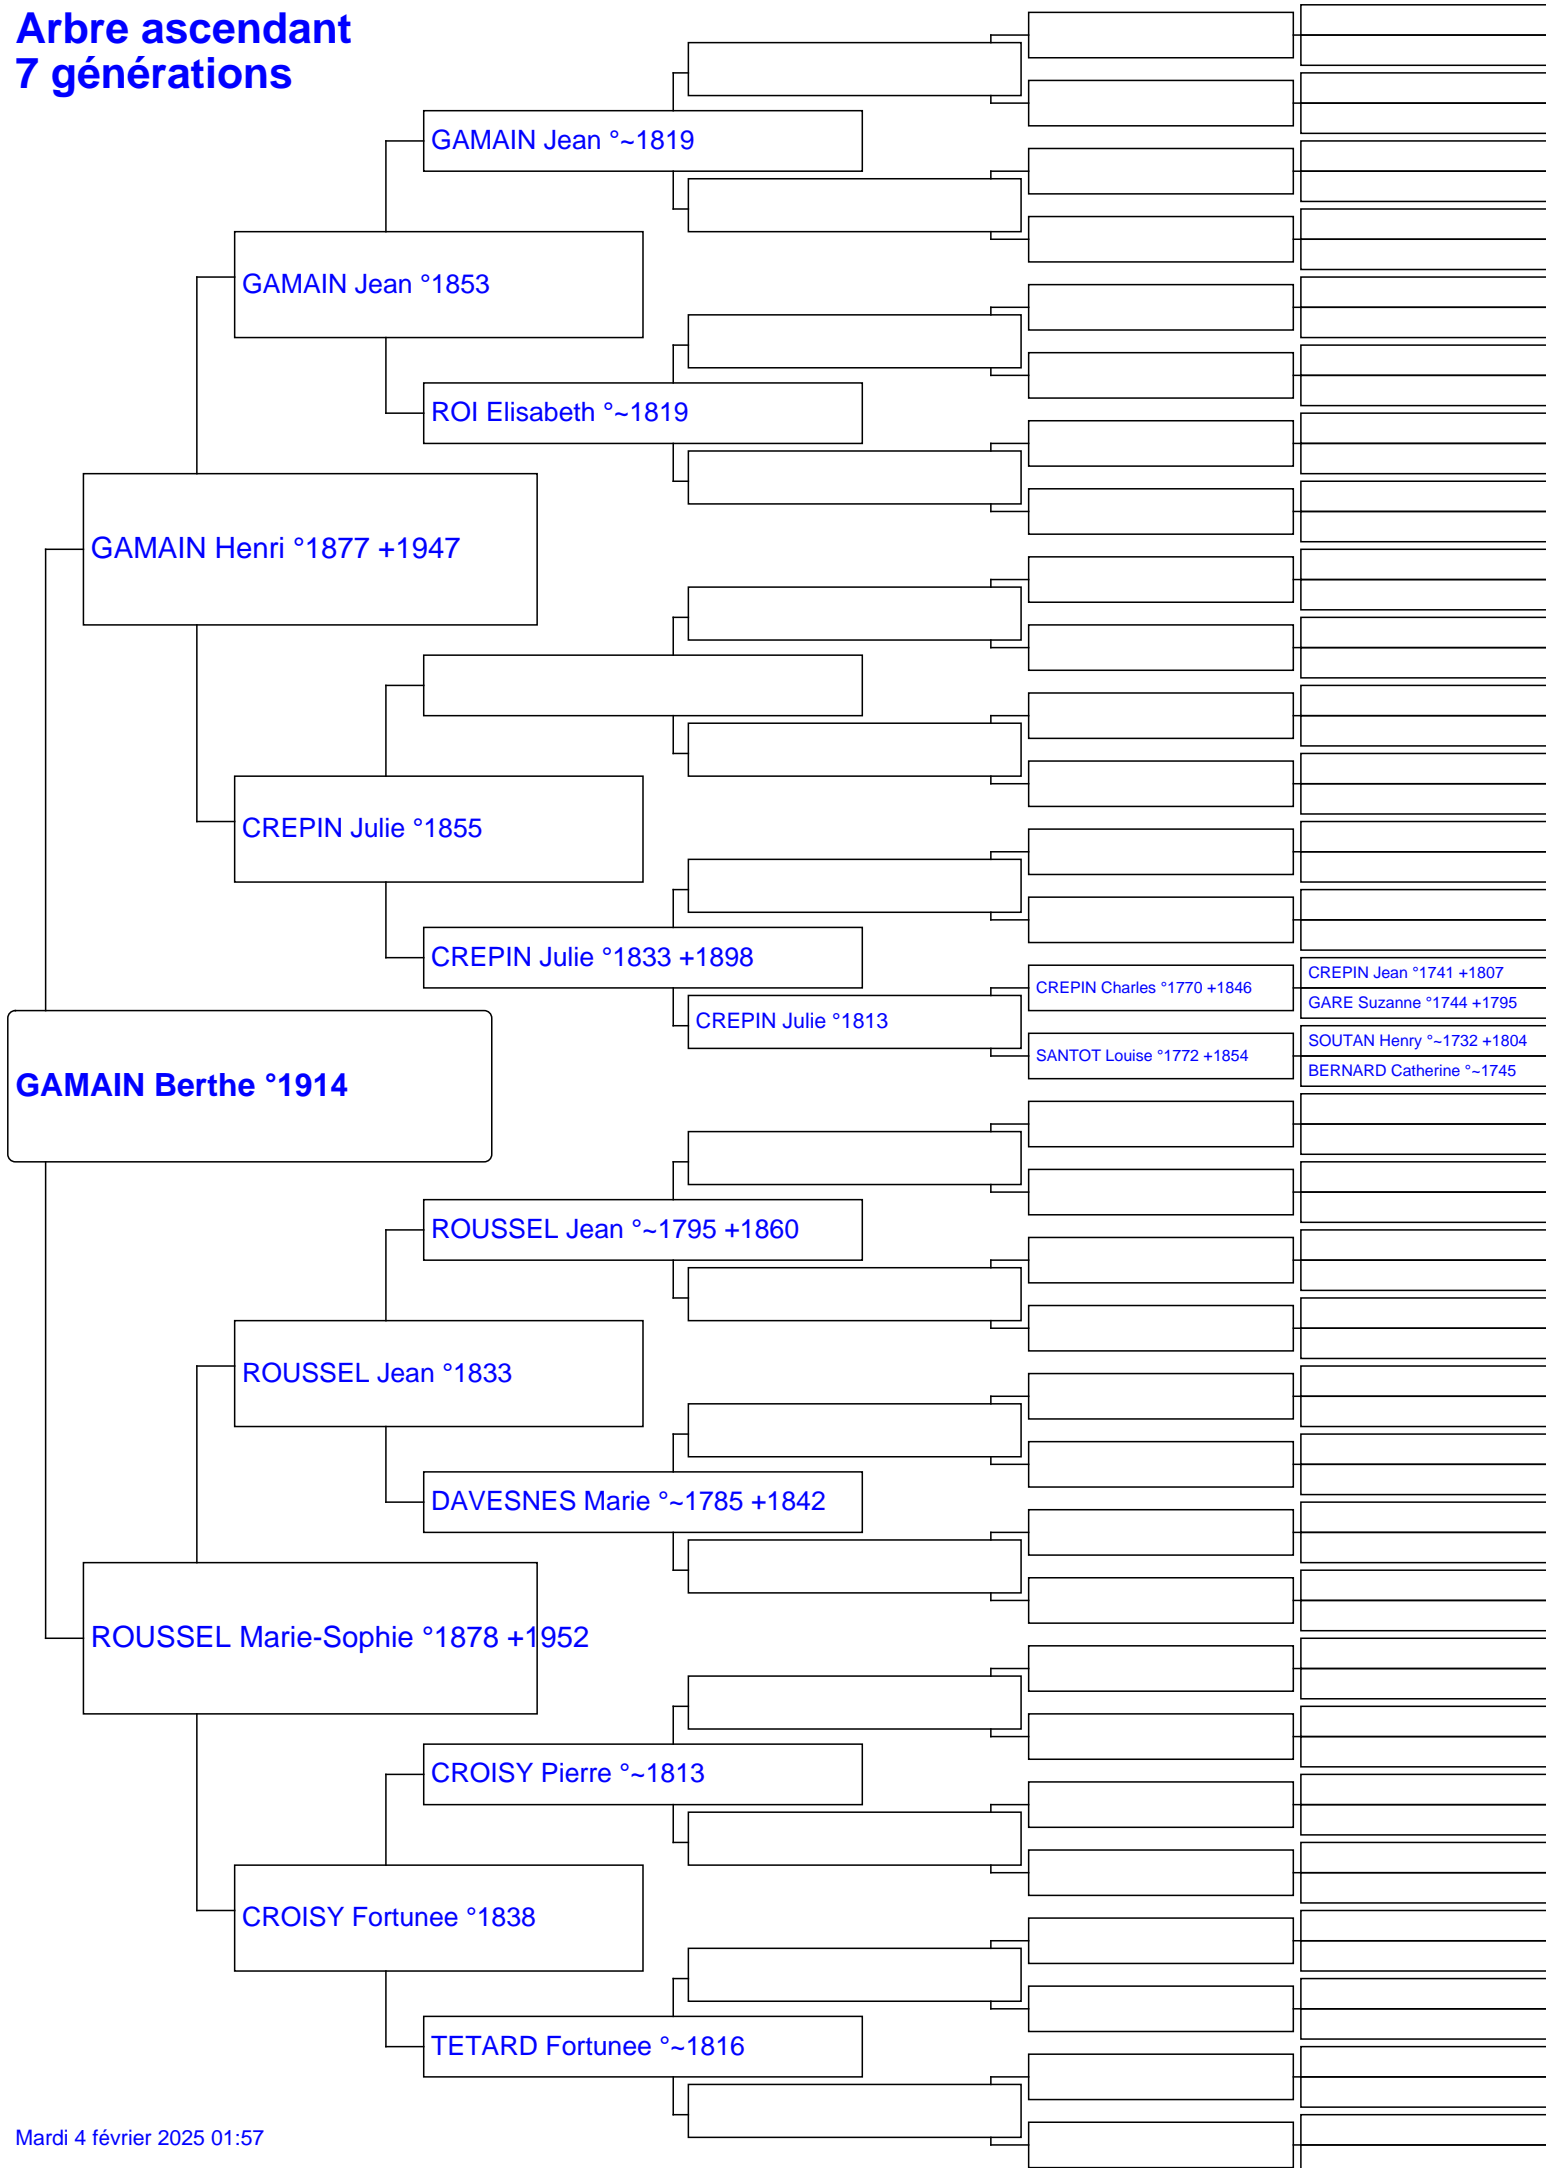 Arbre ascendant
7 générations
GAMAIN Jean °~1819
GAMAIN Jean °1853
ROI Elisabeth °~1819
GAMAIN Henri °1877 +1947
CREPIN Julie °1855
CREPIN Julie °1833 +1898
CREPIN Jean °1741 +1807
CREPIN Charles °1770 +1846
GARE Suzanne °1744 +1795
CREPIN Julie °1813
SOUTAN Henry °~1732 +1804
SANTOT Louise °1772 +1854
BERNARD Catherine °~1745
GAMAIN Berthe °1914
ROUSSEL Jean °~1795 +1860
ROUSSEL Jean °1833
DAVESNES Marie °~1785 +1842
ROUSSEL Marie-Sophie °1878 +1952
CROISY Pierre °~1813
CROISY Fortunee °1838
TETARD Fortunee °~1816
Mardi 4 février 2025 01:57